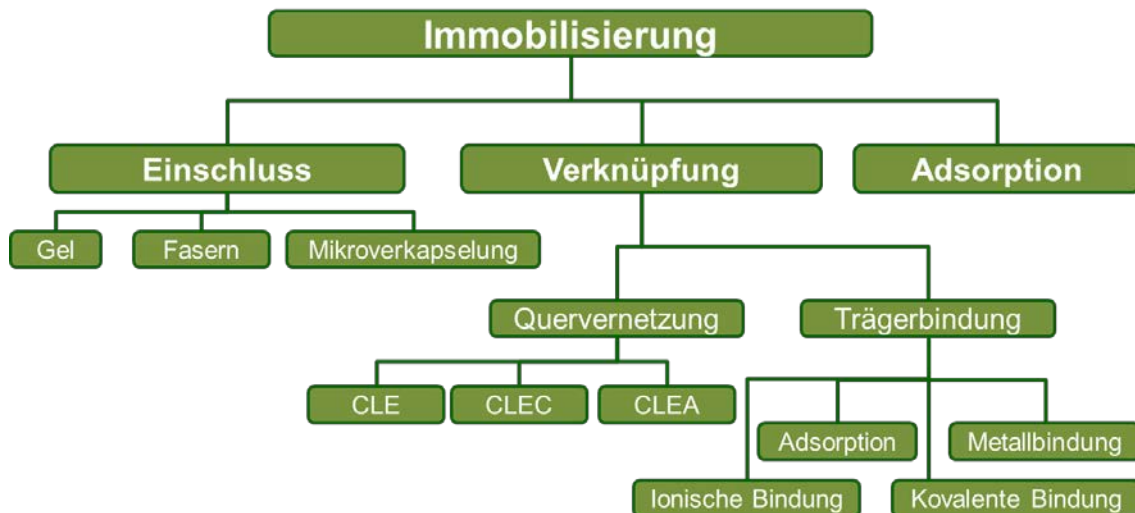 Immobilisierung
Einschluss
Verknüpfung
Adsorption
Gel
Fasern
Mikroverkapselung
Quervernetzung
Trägerbindung
CLE
CLEC
CLEA
Adsorption
Metallbindung
Ionische Bindung
Kovalente Bindung